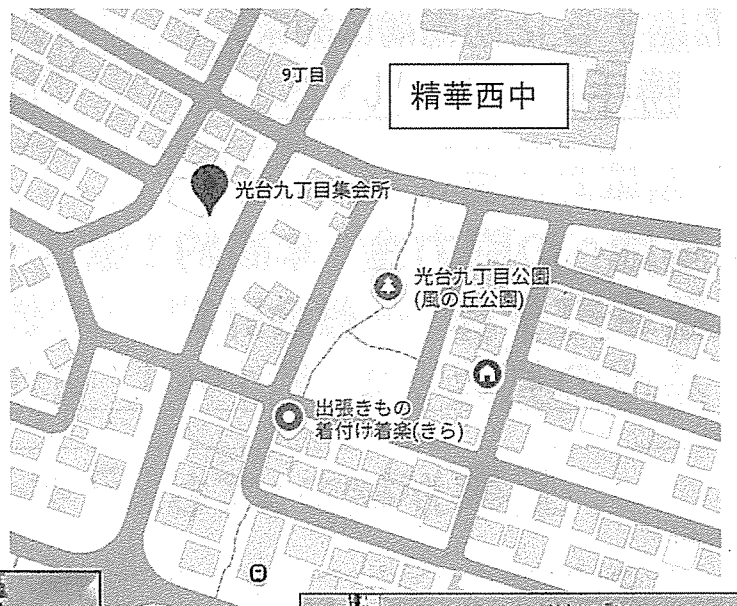 9丁目
精華西中
光台九丁目集会所
光台九丁目公園
(風の丘公園)
出張きもの
着付け着楽(きら)